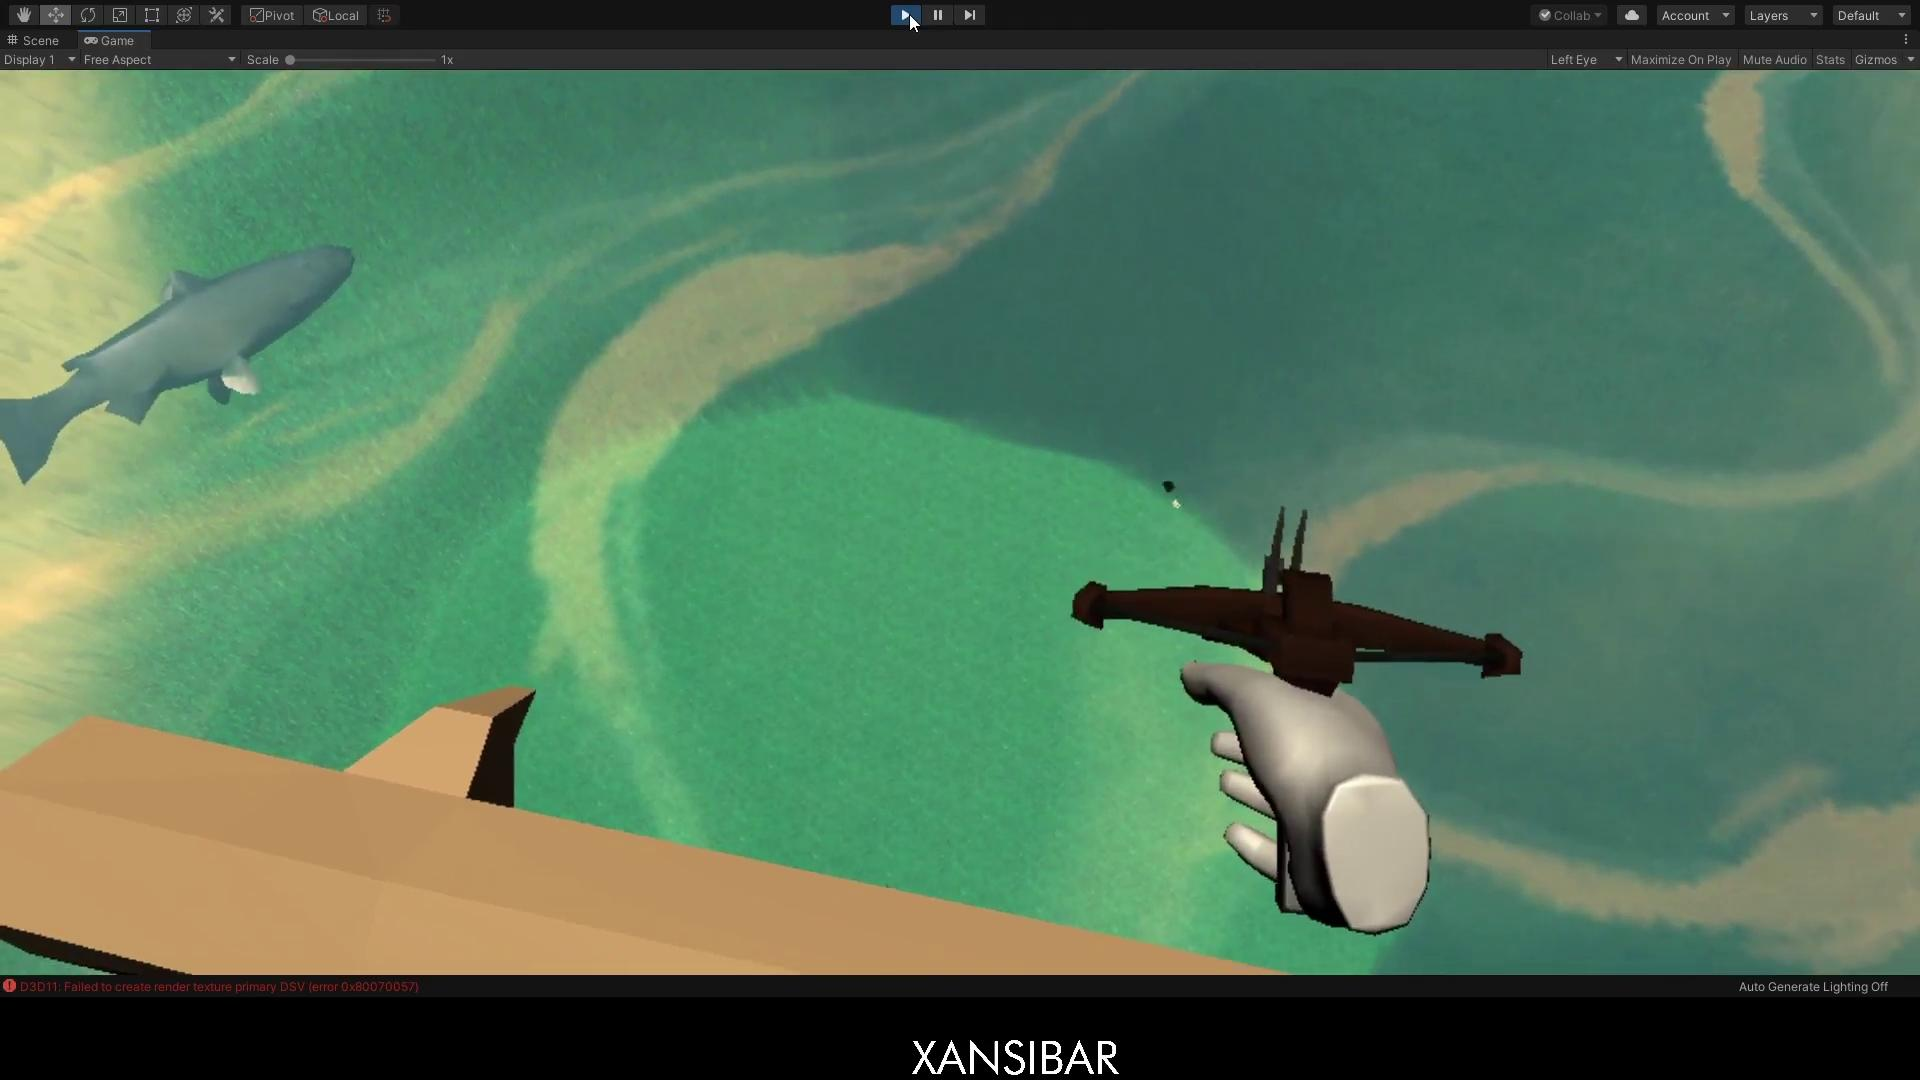 Pivot Local Collab Account Layers Default
Scene Game
Display 1 Free Aspect Scale 1x Left Eye Maximize On Play Mute Audio Stats Gizmos
D3D11: Failed to create render texture primary DSV (error 0x80070057) Auto Generate Lighting Off
XANSIBAR